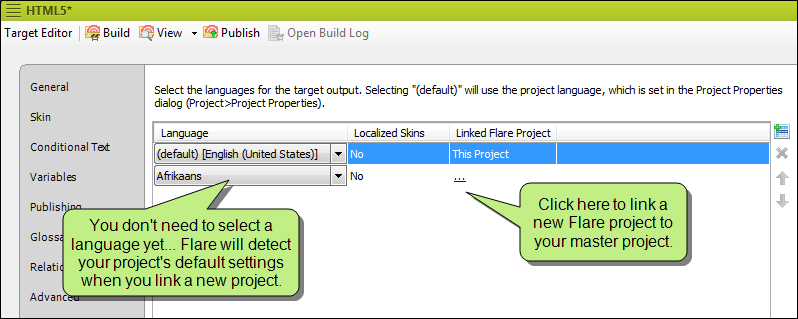 HTML5*
Target Editor Build View Publish Open Build Log
General
Skin
Conditional Text
Variables
Publishing
Glossa
Relatio
Advanced
Select the languages for the target output. Selecting "(default)" will use the project language, which is set in the Project Properties
dialog (Project>Project Properties).
Language Localized Skins Linked Flare Project
(default) [English (United States)] No This Project
Afrikaans No ...
You don't need to select a
language yet... Flare will detect
your project's default settings
when you link a new project.
Click here to link a
new Flare project to
your master project.